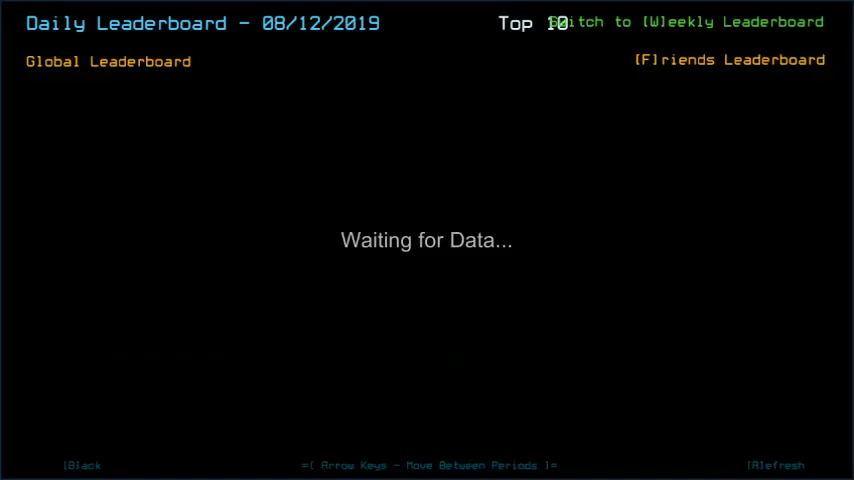 Daily Leaderboard - 08/12/2019
Top 10
Switch to [W]eekly Leaderboard
Global Leaderboard
[F]riends Leaderboard
Waiting for Data...
[B]ack
=[ Arrow Keys - Move Between Periods ]=
[R]efresh